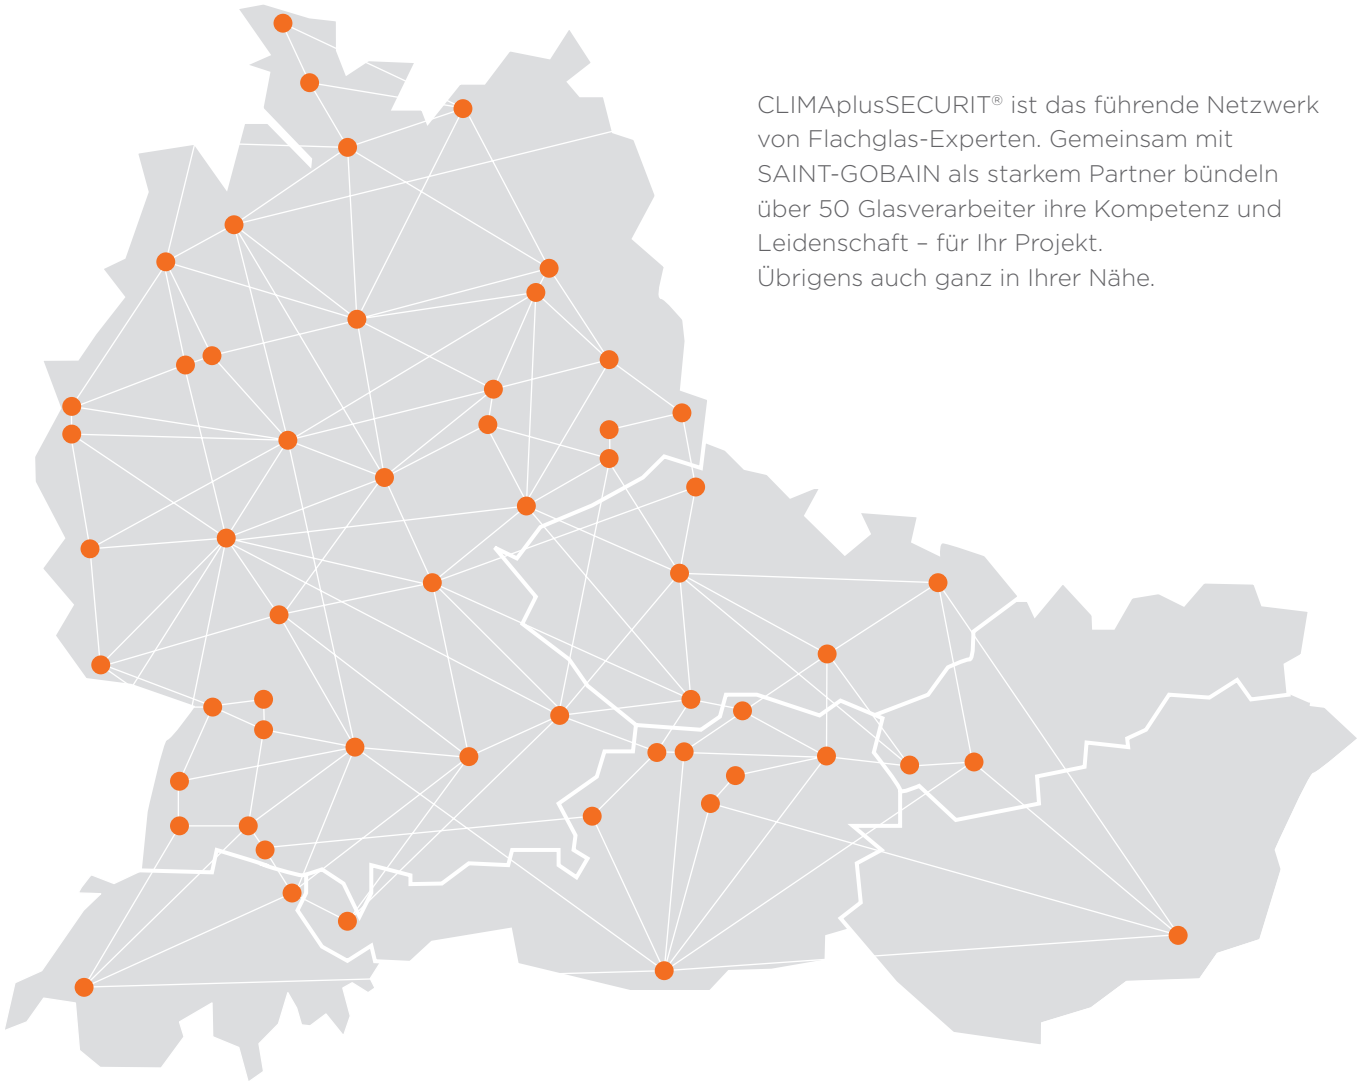 CLIMAplusSECURIT® ist das führende Netzwerk
von Flachglas-Experten. Gemeinsam mit
SAINT-GOBAIN als starkem Partner bündeln
über 50 Glasverarbeiter ihre Kompetenz und
Leidenschaft – für Ihr Projekt.
Übrigens auch ganz in Ihrer Nähe.